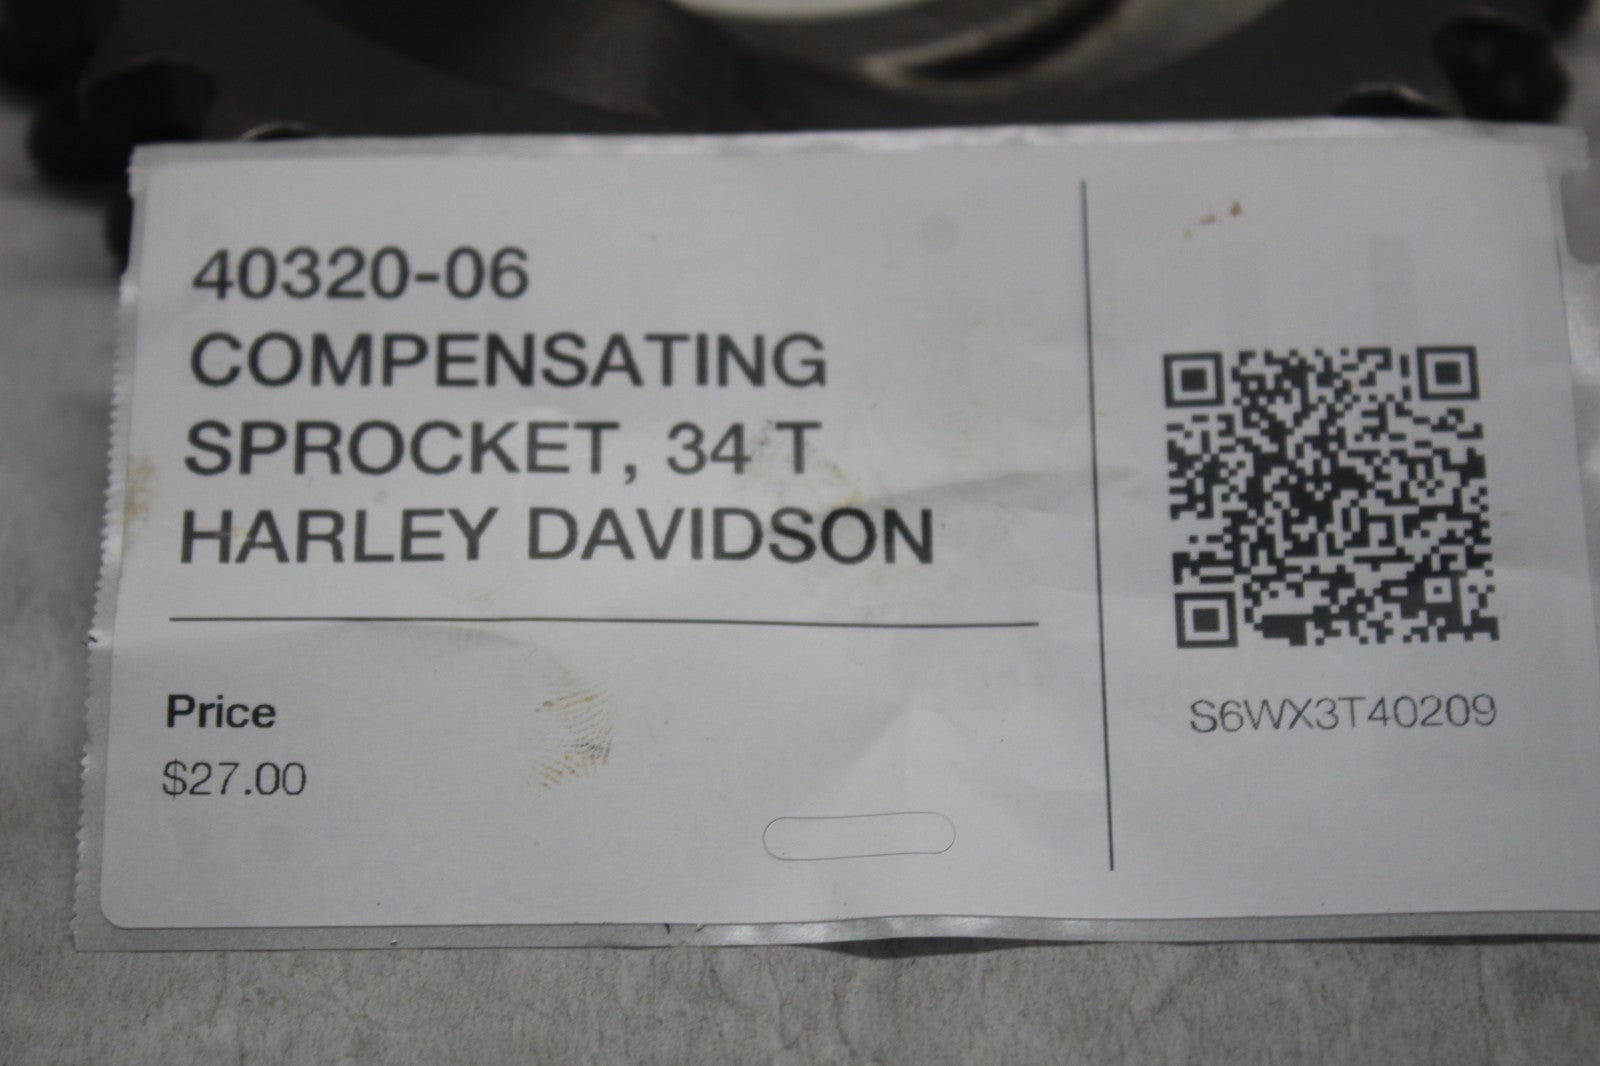 40320-06
COMPENSATING
SPROCKET, 34 T
HARLEY DAVIDSON
Price
$27.00
S6WX3T40209